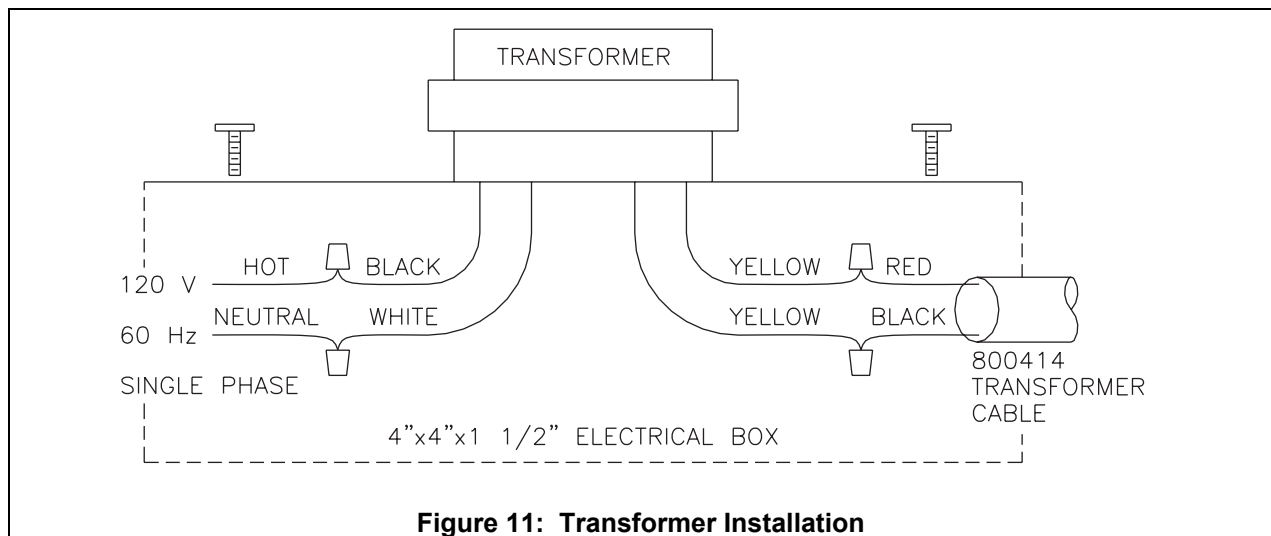 TRANSFORMER
HOT BLACK YELLOW RED
120 V
NEUTRAL WHITE YELLOW BLACK
60 Hz
SINGLE PHASE
800414
TRANSFORMER
CABLE
4”x4”x1 1/2” ELECTRICAL BOX
Figure 11: Transformer Installation